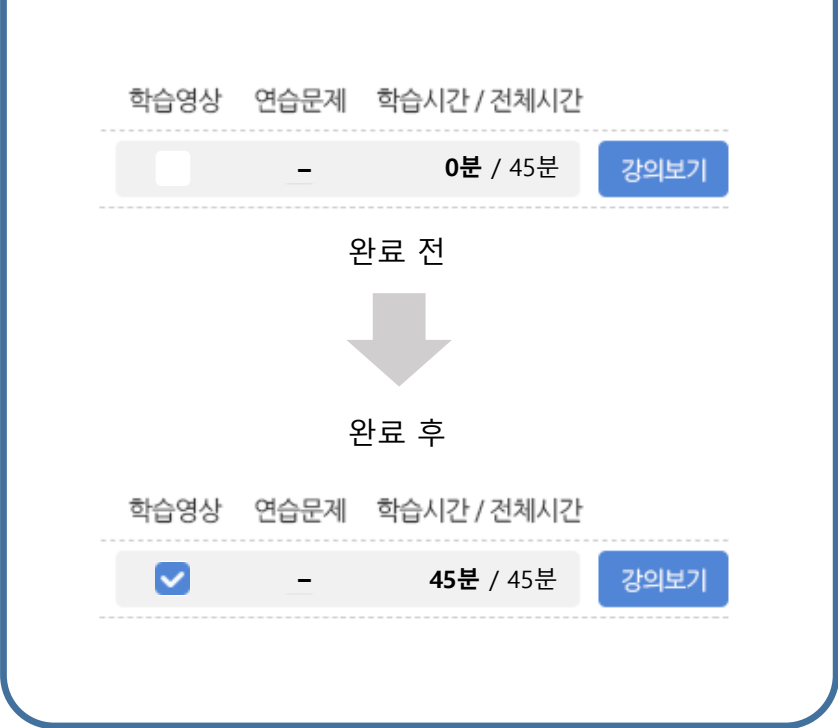 학습영상 연습문제 학습시간 / 전체시간
– 0분 / 45분 강의보기
완료 전
완료 후
학습영상 연습문제 학습시간 / 전체시간
– 45분 / 45분 강의보기